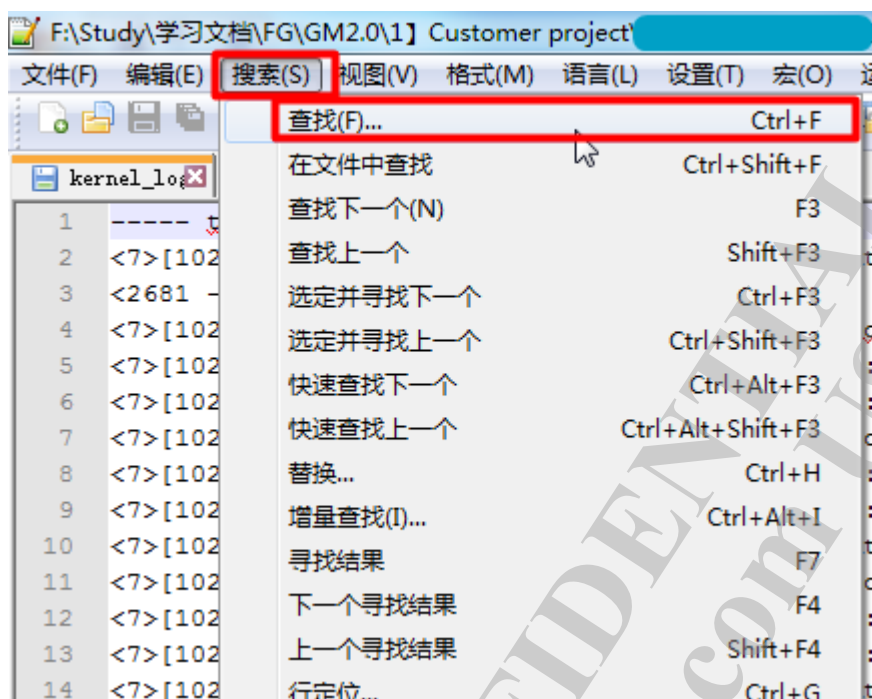 F:\Study\学习文档\FG\GM2.0\1】Customer project\
文件(F) 编辑(E) 搜索(S) 视图(V) 格式(M) 语言(L) 设置(T) 宏(O)
查找(F)... Ctrl+F
kernel_log
在文件中查找 Ctrl+Shift+F
1 ----- t
查找下一个(N) F3
2 <7>[102
查找上一个 Shift+F3
3 <2681 -
选定并寻找下一个 Ctrl+F3
4 <7>[102
选定并寻找上一个 Ctrl+Shift+F3
5 <7>[102
快速查找下一个 Ctrl+Alt+F3
6 <7>[102
快速查找上一个 Ctrl+Alt+Shift+F3
7 <7>[102
替换... Ctrl+H
8 <7>[102
增量查找(I)... Ctrl+Alt+I
9 <7>[102
寻找结果 F7
10 <7>[102
11 <7>[102
下一个寻找结果 F4
12 <7>[102
上一个寻找结果 Shift+F4
13 <7>[102
行定位... Ctrl+G
14 <7>[102
FIDENTIAL
com U